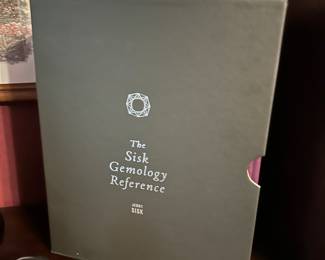 The
Sisk
Gemology
Reference
JERRY
SISK